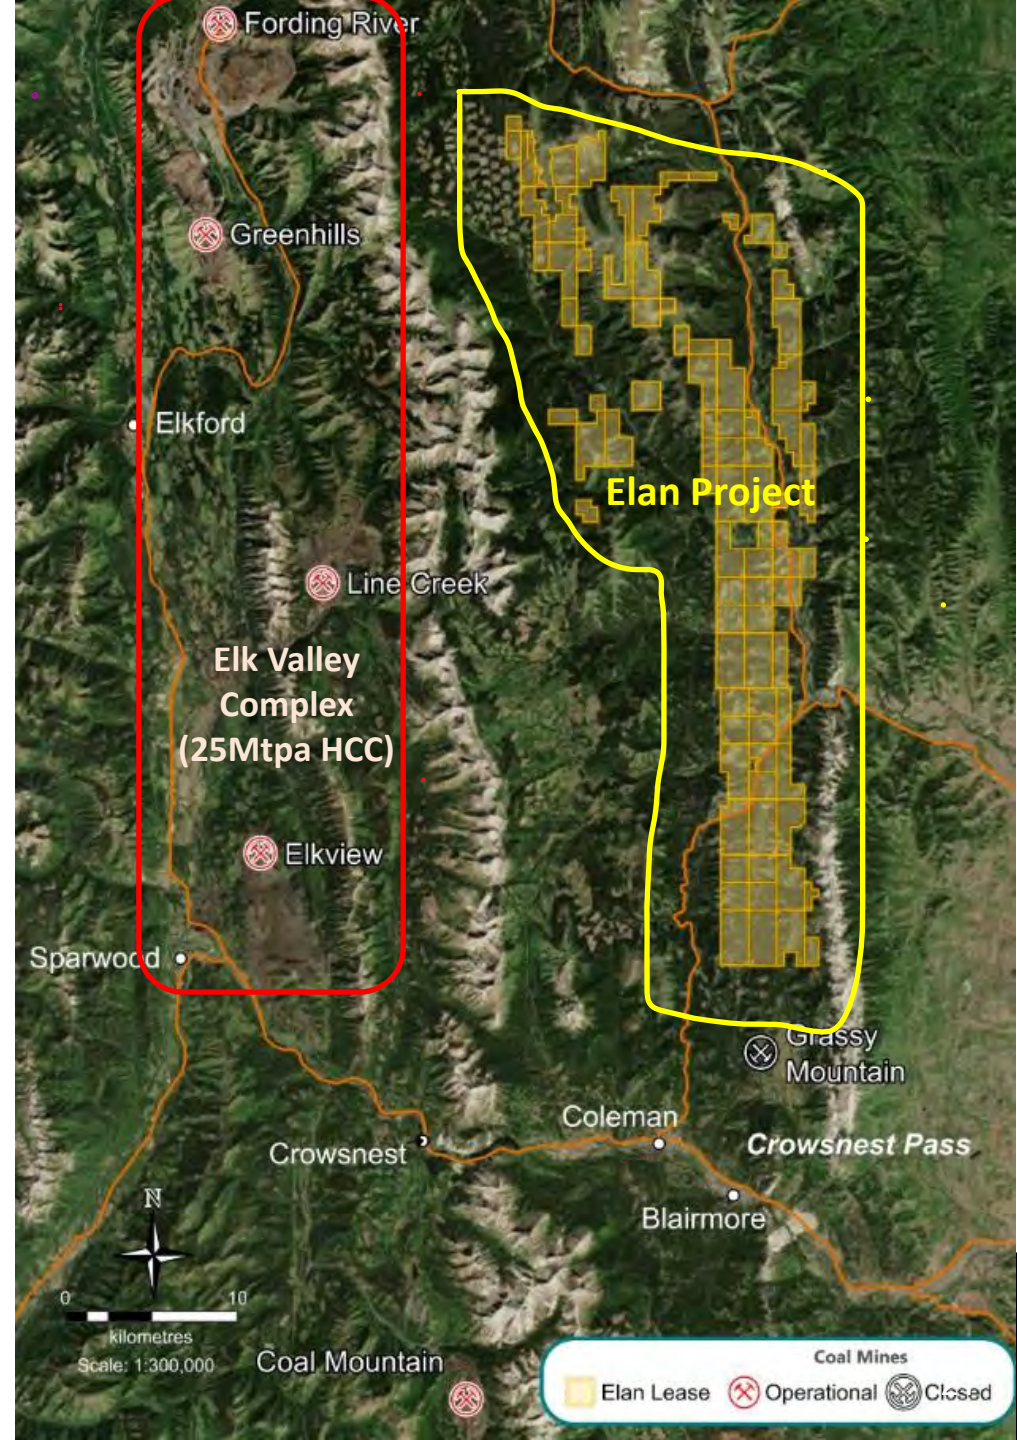 Fording River
Greenhills
Elkford
Elan Project
Line Creek
Elk Valley
Complex
(25Mtpa HCC)
Elkview
Sparwood
Grassy
Mountain
Coleman
Crowsnest
Crowsnest Pass
Blairmore
N
0 10
kilometres
Scale: 1:300,000
Coal Mountain
Coal Mines
Elan Lease Operational Closed